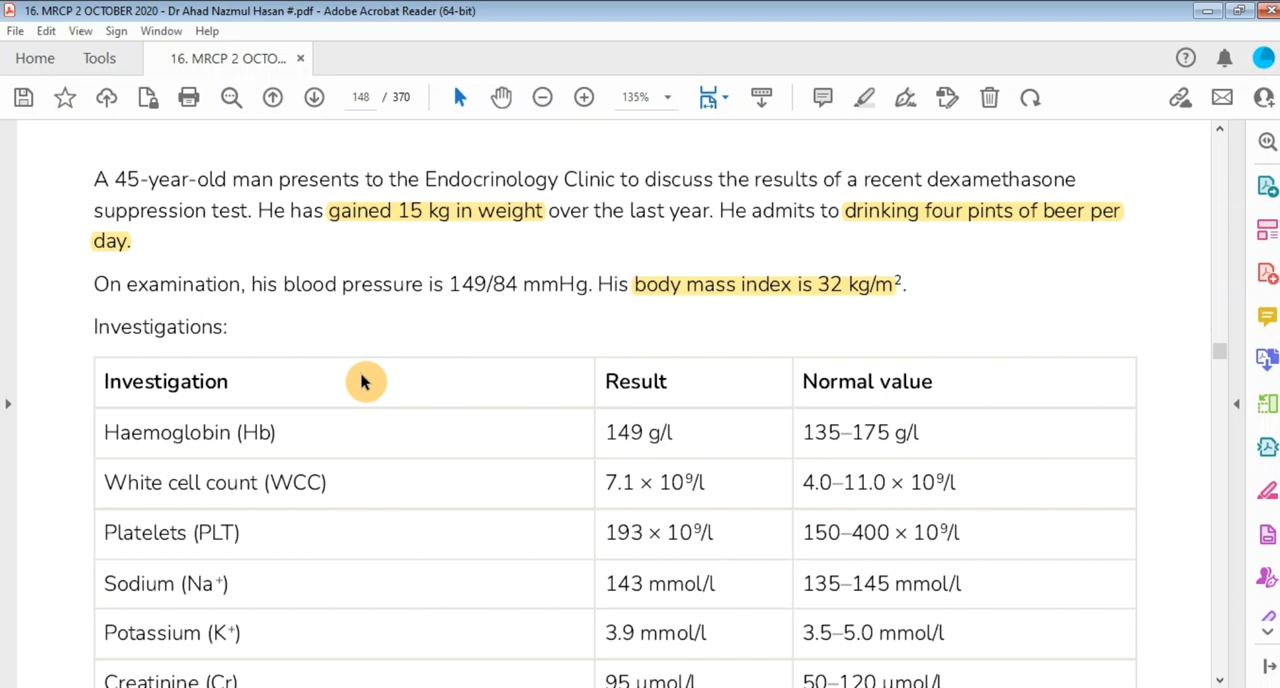 16. MRCP 2 OCTOBER 2020 - Dr Ahad Nazmul Hasan #.pdf - Adobe Acrobat Reader (64-bit)
File Edit View Sign Window Help
Home Tools 16. MRCP 2 OCTO... ×
148 / 370 135%
A 45-year-old man presents to the Endocrinology Clinic to discuss the results of a recent dexamethasone
suppression test. He has gained 15 kg in weight over the last year. He admits to drinking four pints of beer per
day.
On examination, his blood pressure is 149/84 mmHg. His body mass index is 32 kg/m².
Investigations:
Investigation Result Normal value
Haemoglobin (Hb) 149 g/l 135–175 g/l
White cell count (WCC) 7.1 × 10⁹/l 4.0–11.0 × 10⁹/l
Platelets (PLT) 193 × 10⁹/l 150–400 × 10⁹/l
Sodium (Na⁺) 143 mmol/l 135–145 mmol/l
Potassium (K⁺) 3.9 mmol/l 3.5–5.0 mmol/l
Creatinine (Cr) 95 µmol/l 50–120 µmol/l